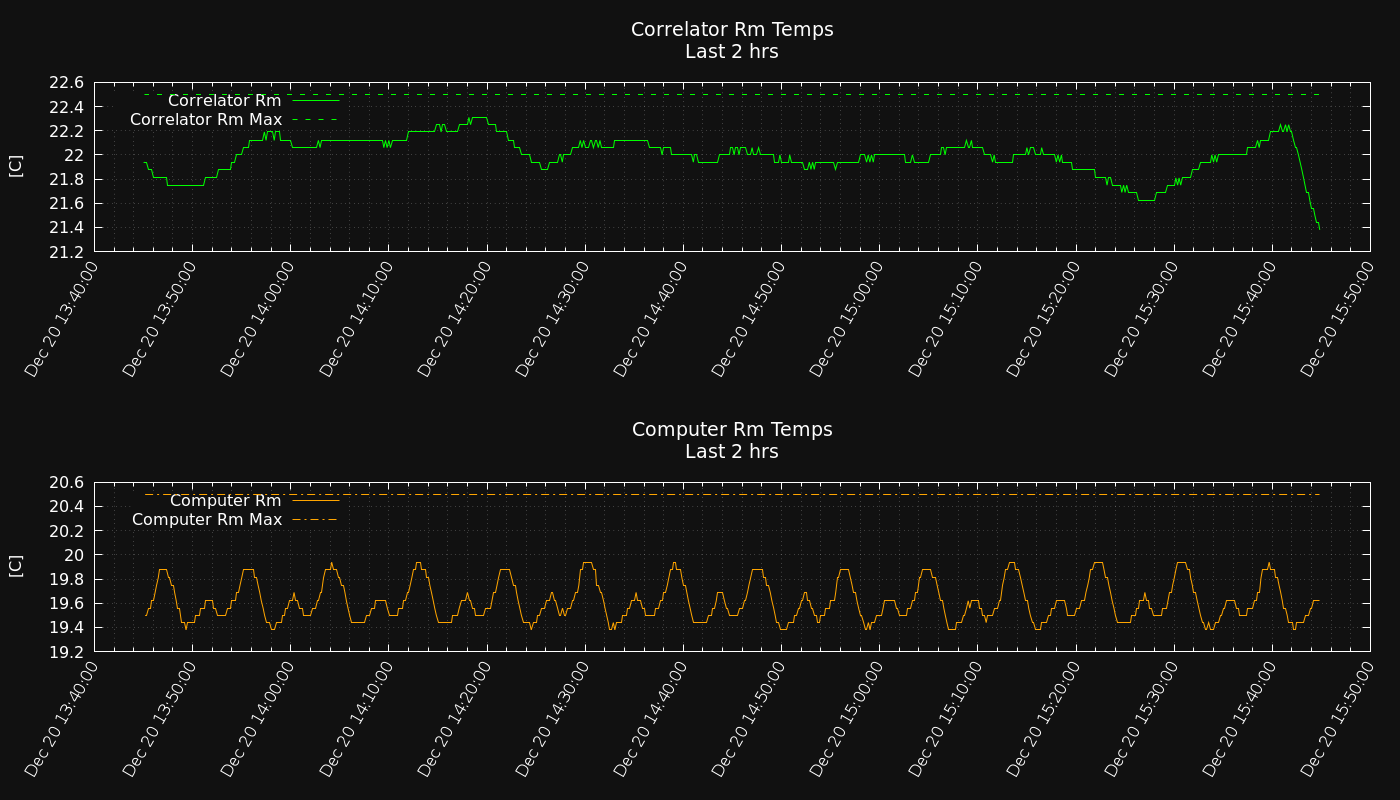 Correlator Rm Temps
Last 2 hrs
22.6
22.4
22.2
22
21.8
21.6
21.4
21.2
[C]
Correlator Rm
Correlator Rm Max
Dec 20 13:40:00
Dec 20 13:50:00
Dec 20 14:00:00
Dec 20 14:10:00
Dec 20 14:20:00
Dec 20 14:30:00
Dec 20 14:40:00
Dec 20 14:50:00
Dec 20 15:00:00
Dec 20 15:10:00
Dec 20 15:20:00
Dec 20 15:30:00
Dec 20 15:40:00
Dec 20 15:50:00
Computer Rm Temps
Last 2 hrs
20.6
20.4
20.2
20
19.8
19.6
19.4
19.2
[C]
Computer Rm
Computer Rm Max
Dec 20 13:40:00
Dec 20 13:50:00
Dec 20 14:00:00
Dec 20 14:10:00
Dec 20 14:20:00
Dec 20 14:30:00
Dec 20 14:40:00
Dec 20 14:50:00
Dec 20 15:00:00
Dec 20 15:10:00
Dec 20 15:20:00
Dec 20 15:30:00
Dec 20 15:40:00
Dec 20 15:50:00